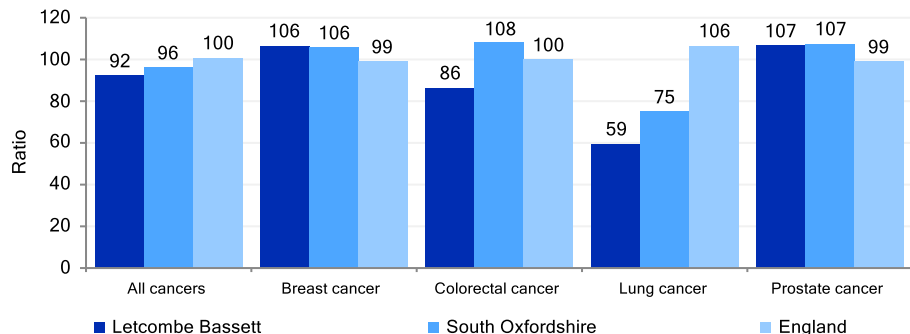 120
100
80
60
40
20
0
Ratio
92 96 100
106 106 99
86 108 100
59 75 106
107 107 99
All cancers Breast cancer Colorectal cancer Lung cancer Prostate cancer
Letcombe Bassett South Oxfordshire England